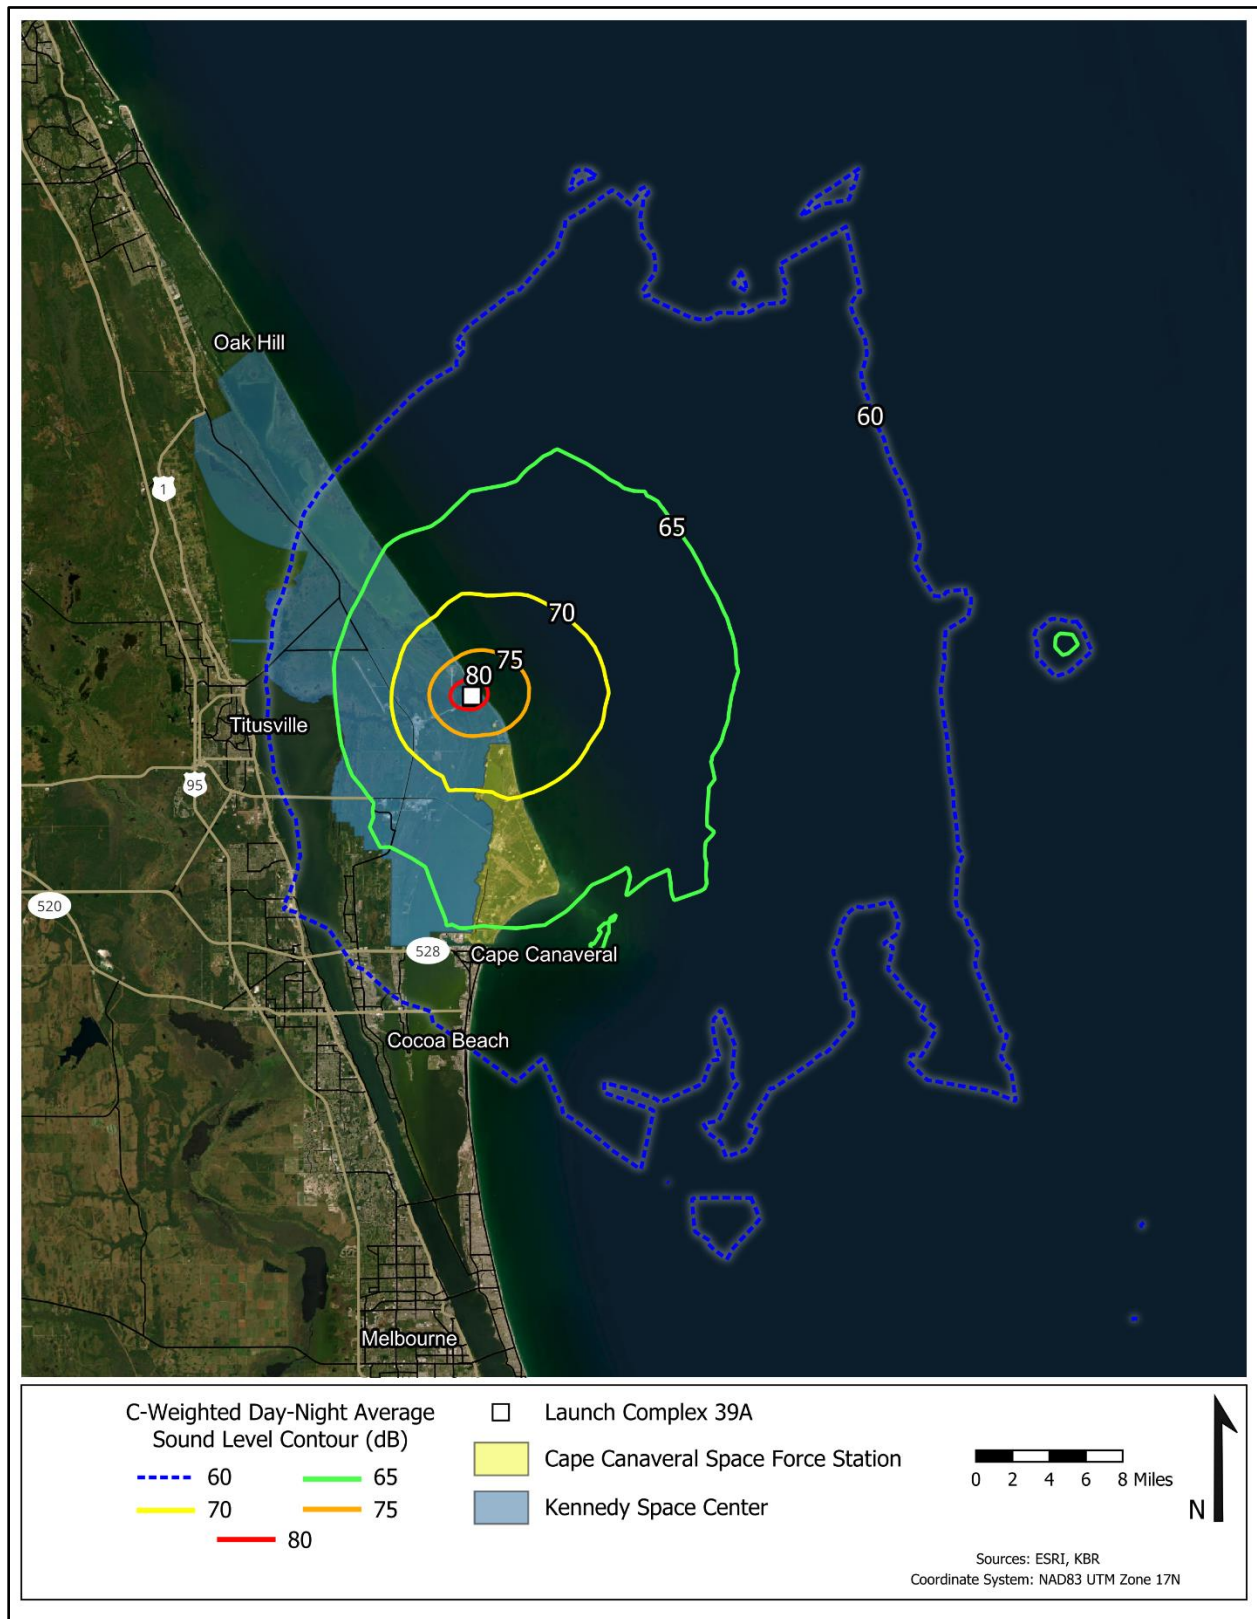 Oak Hill
60
1
65
70
75
80
Titusville
95
520
528
Cape Canaveral
Cocoa Beach
Melbourne
C-Weighted Day-Night Average
Sound Level Contour (dB)
60
65
70
75
80
Launch Complex 39A
Cape Canaveral Space Force Station
Kennedy Space Center
0 2 4 6 8 Miles
N
Sources: ESRI, KBR
Coordinate System: NAD83 UTM Zone 17N